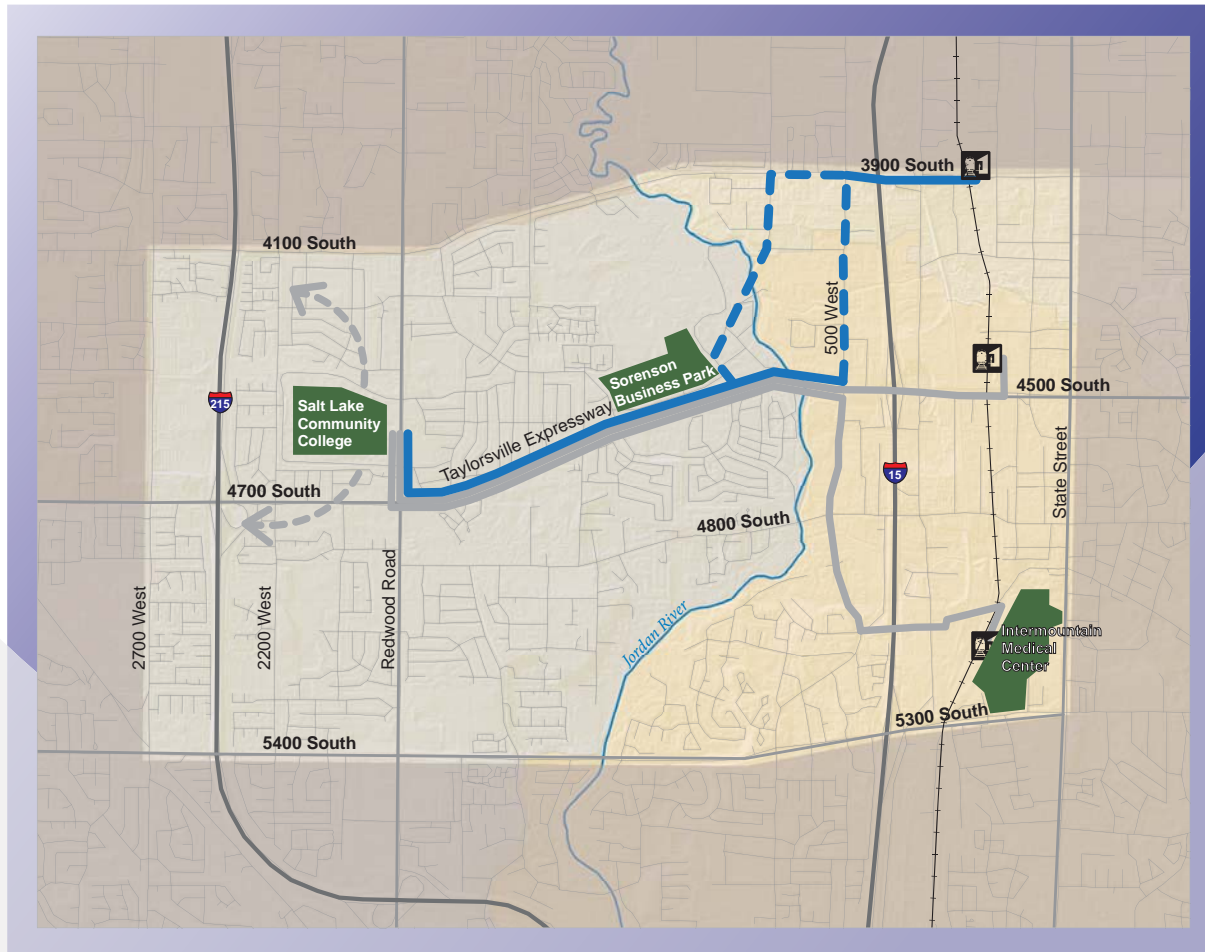 3900 South
4100 South
500 West
Sorenson
Business Park
4500 South
215
Salt Lake
Community
College
Taylorsville Expressway
15
State Street
4700 South
4800 South
2700 West
2200 West
Redwood Road
Jordan River
Intermountain
Medical
Center
5300 South
5400 South